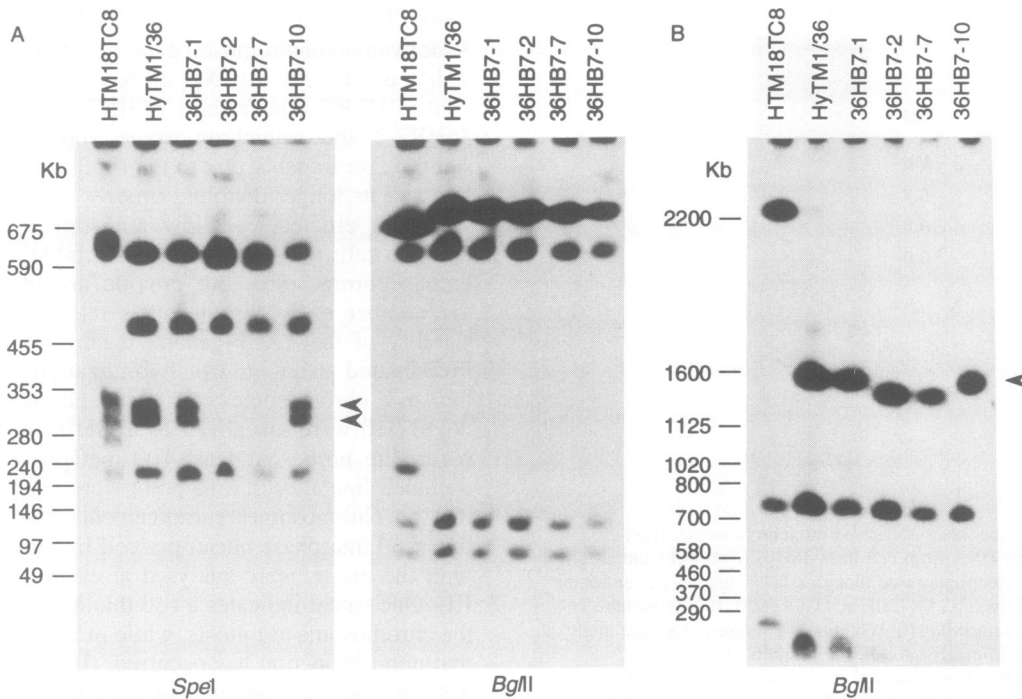 A
HTM18TC8
HyTM1/36
36HB7-1
36HB7-2
36HB7-7
36HB7-10
HTM18TC8
HyTM1/36
36HB7-1
36HB7-2
36HB7-7
36HB7-10
Kb
675
590
455
353
280
240
194
146
97
49
SpeI
BglII
B
HTM18TC8
HyTM1/36
36HB7-1
36HB7-2
36HB7-7
36HB7-10
Kb
2200
1600
1125
1020
800
700
580
460
370
290
BglII